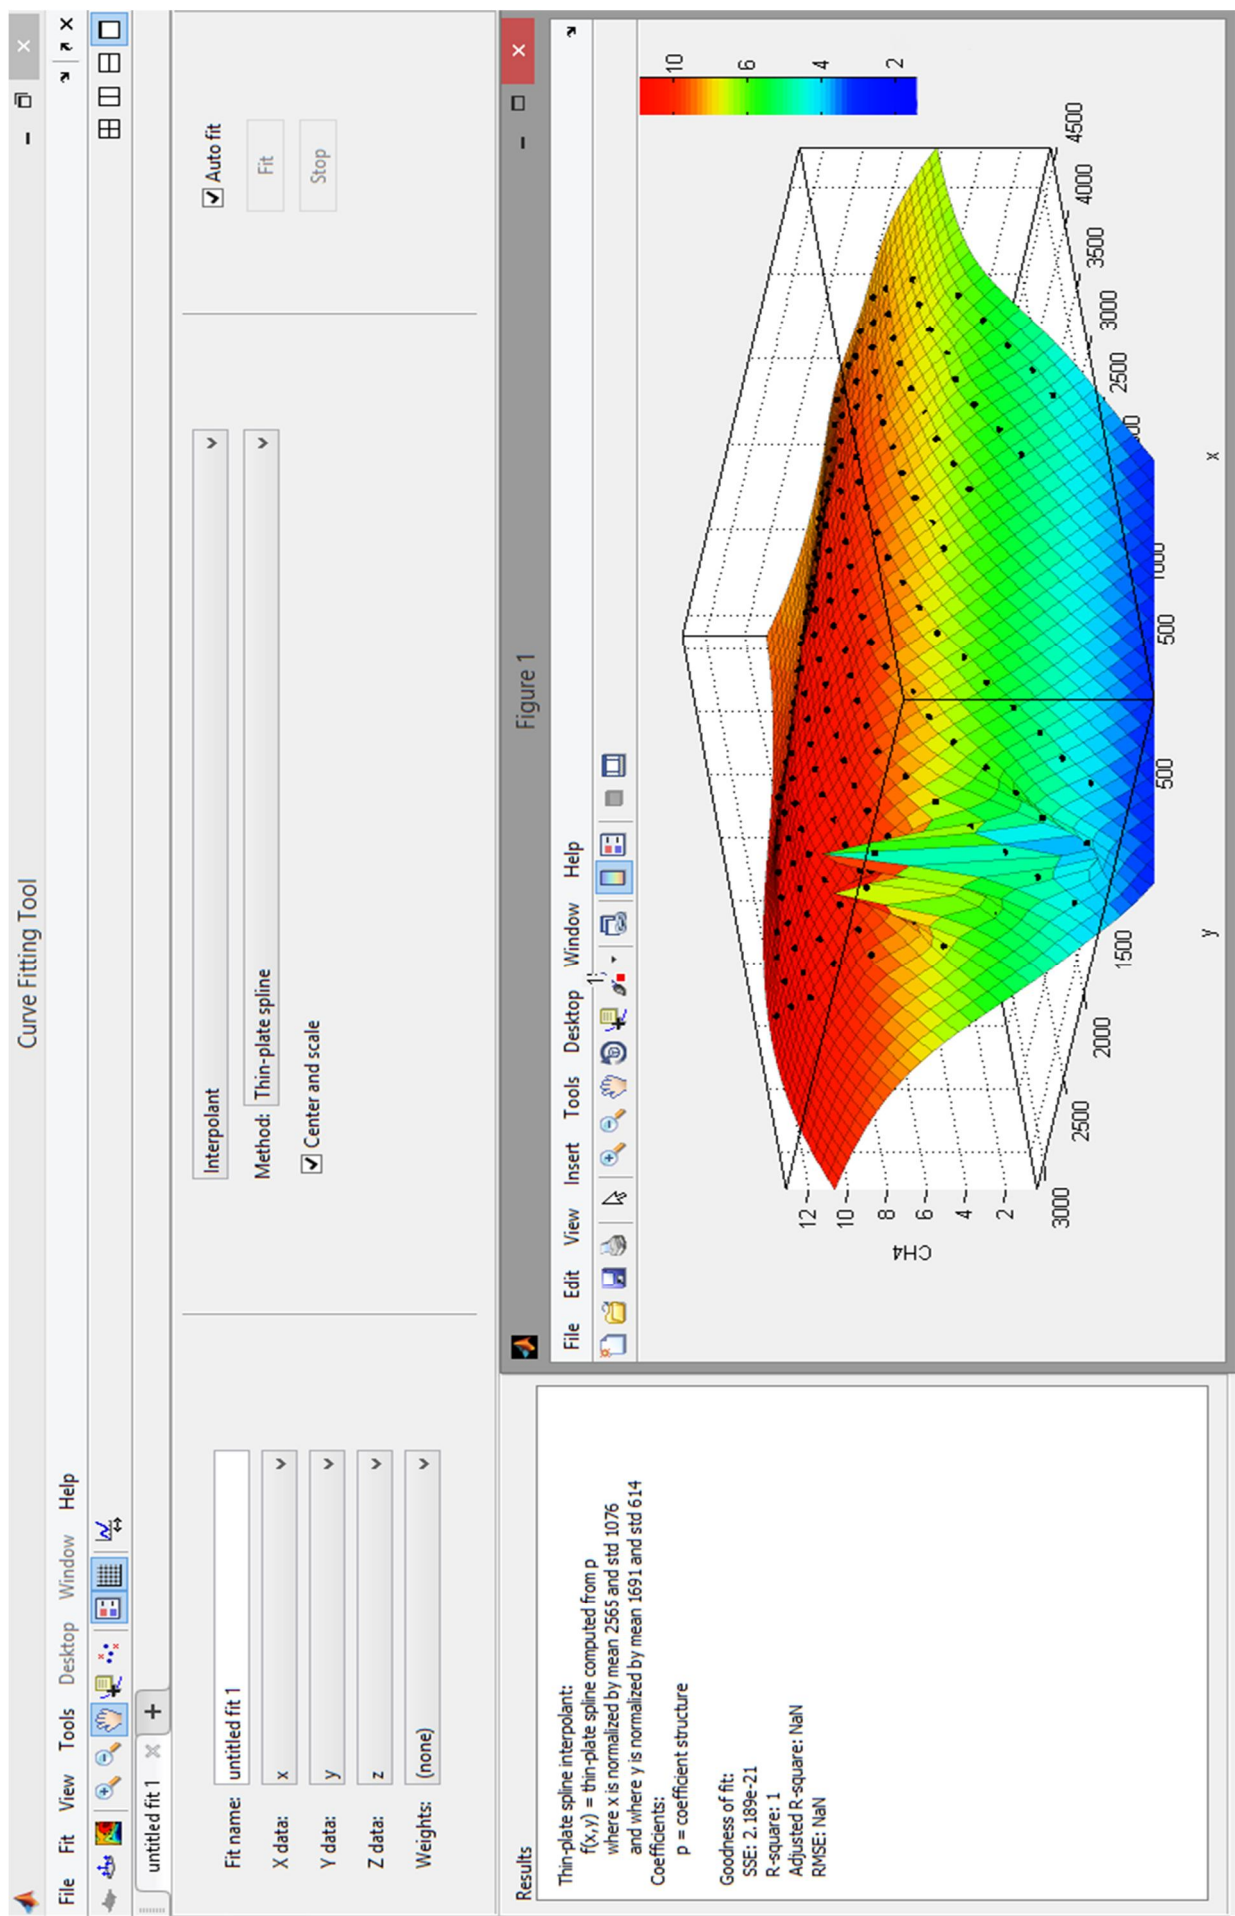 Curve Fitting Tool
File Fit View Tools Desktop Window Help
untitled fit 1
Fit name: untitled fit 1
X data: x
Y data: y
Z data: z
Weights: (none)
Interpolant
Method: Thin-plate spline
Center and scale
Auto fit
Fit
Stop
Results
Thin-plate spline interpolant:
f(x,y) = thin-plate spline computed from p
where x is normalized by mean 2565 and std 1076
and where y is normalized by mean 1691 and std 614
Coefficients:
p = coefficient structure
Goodness of fit:
SSE: 2.189e-21
R-square: 1
Adjusted R-square: NaN
RMSE: NaN
Figure 1
File Edit View Insert Tools Desktop Window Help
12
10
8
6
4
2
CH4
3000
2500
2000
1500
500
y
500
2500
3000
3500
4000
4500
x
10
6
4
2